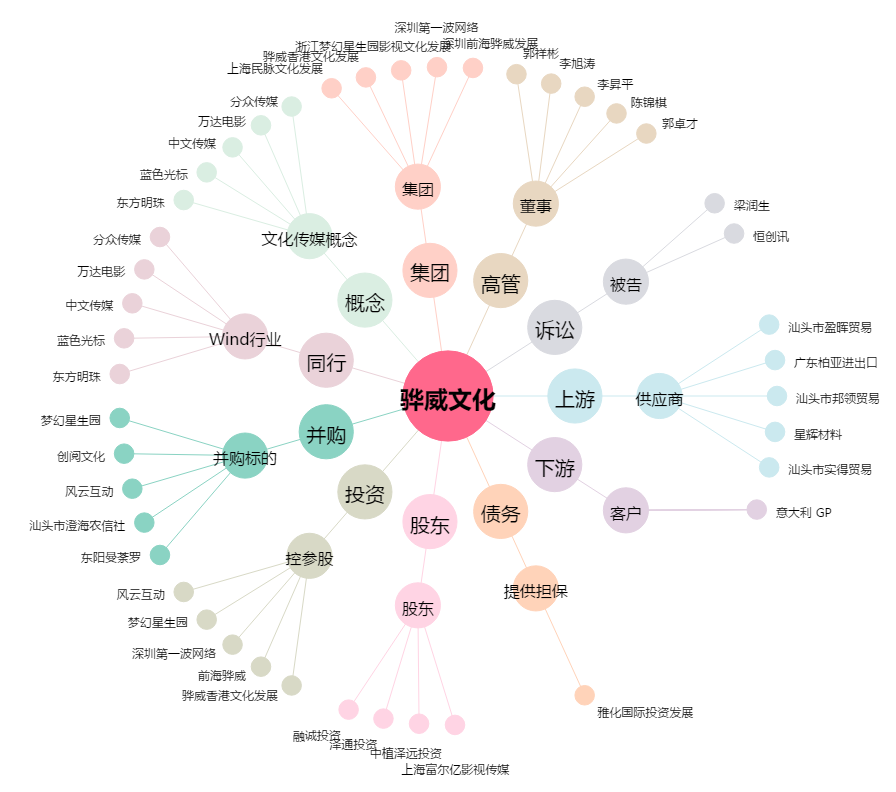 深圳第一波网络
浙江梦幻星生园影视文化发展
深圳前海骅威发展
骅威香港文化发展
上海民脉文化发展
郭祥彬
李旭涛
李昇平
陈锦棋
郭卓才
分众传媒
万达电影
中文传媒
蓝色光标
东方明珠
集团
董事
梁润生
恒创讯
文化传媒概念
集团
高管
被告
分众传媒
万达电影
中文传媒
蓝色光标
东方明珠
概念
诉讼
Wind行业
同行
汕头市盈晖贸易
广东柏亚进出口
汕头市邦领贸易
星辉材料
汕头市实得贸易
骅威文化
上游
供应商
梦幻星生园
创阅文化
风云互动
汕头市澄海农信社
东阳曼荼罗
并购标的
并购
下游
客户
意大利 GP
投资
股东
债务
控参股
提供担保
股东
风云互动
梦幻星生园
深圳第一波网络
前海骅威
骅威香港文化发展
雅化国际投资发展
融诚投资
泽通投资
中植泽远投资
上海富尔亿影视传媒